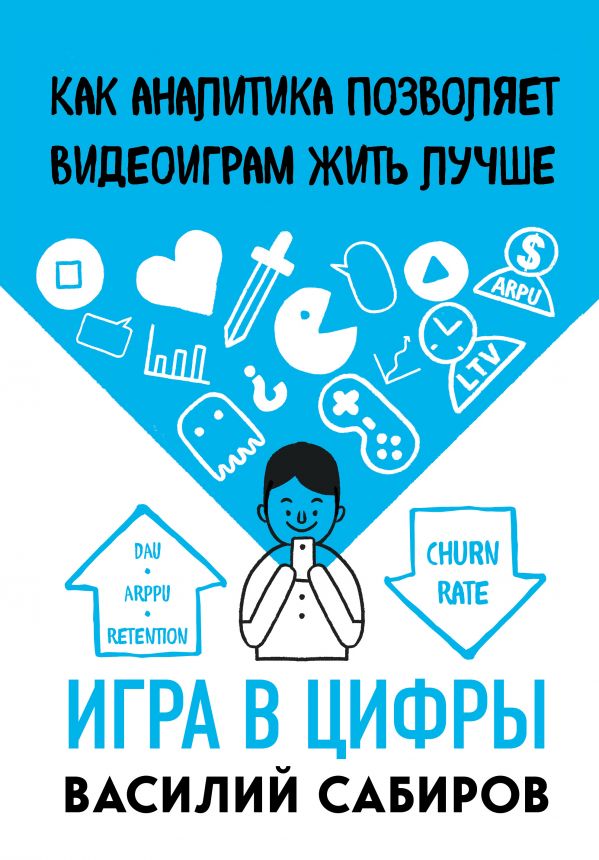 КАК АНАЛИТИКА ПОЗВОЛЯЕТ
ВИДЕОИГРАМ ЖИТЬ ЛУЧШЕ
$
ARPU
LTV
?
DAU
•
ARPPU
•
RETENTION
CHURN
RATE
ИГРА В ЦИФРЫ
ВАСИЛИЙ САБИРОВ